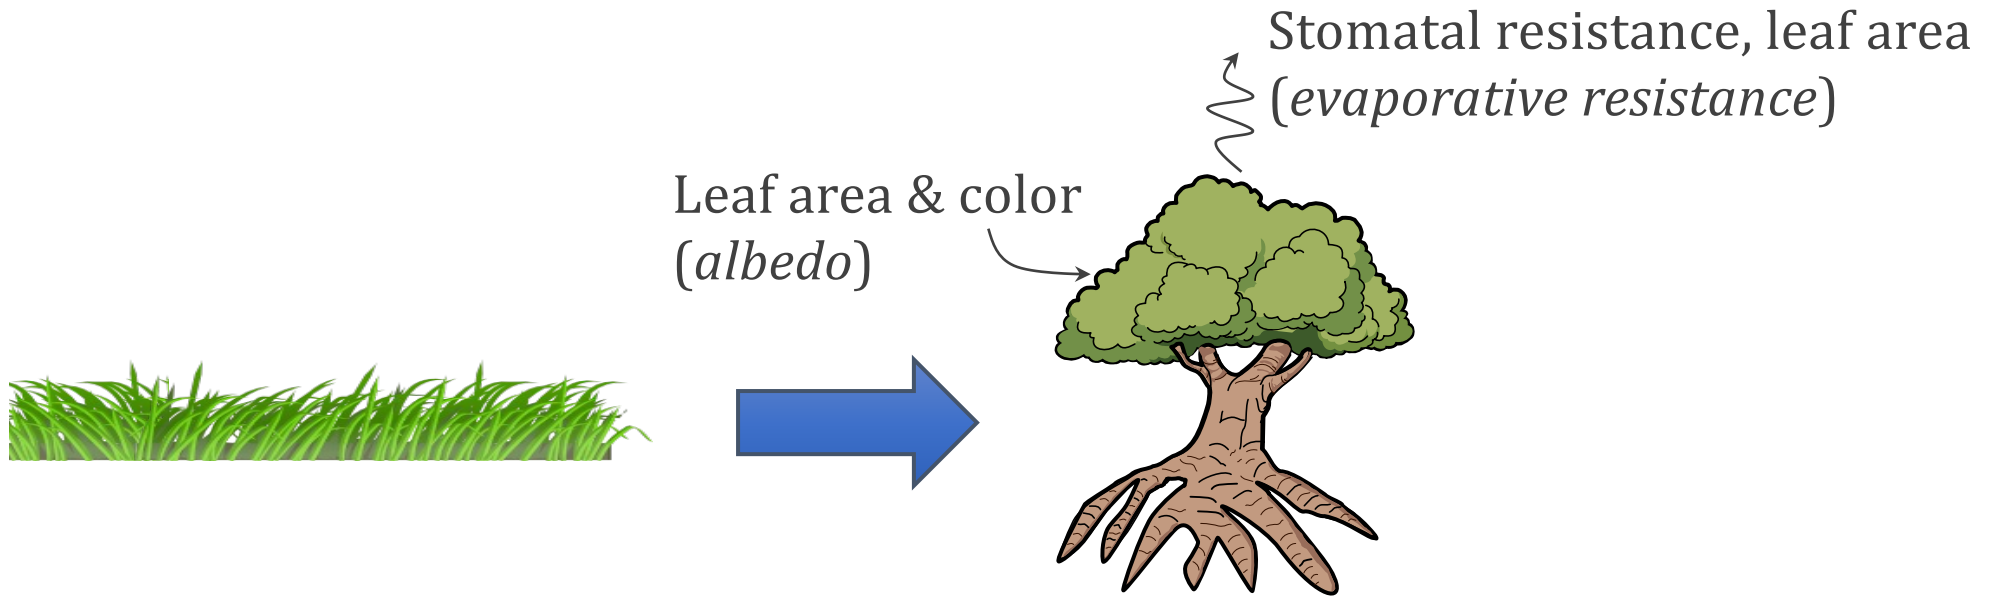 Stomatal resistance, leaf area
(evaporative resistance)
Leaf area & color
(albedo)